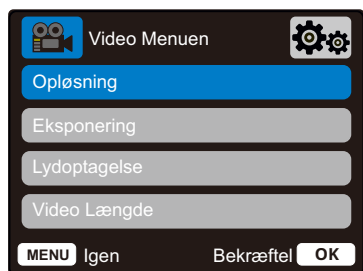 Video Menuen
Opløsning
Eksponering
Lydoptagelse
Video Længde
MENU Igen Bekræftel OK